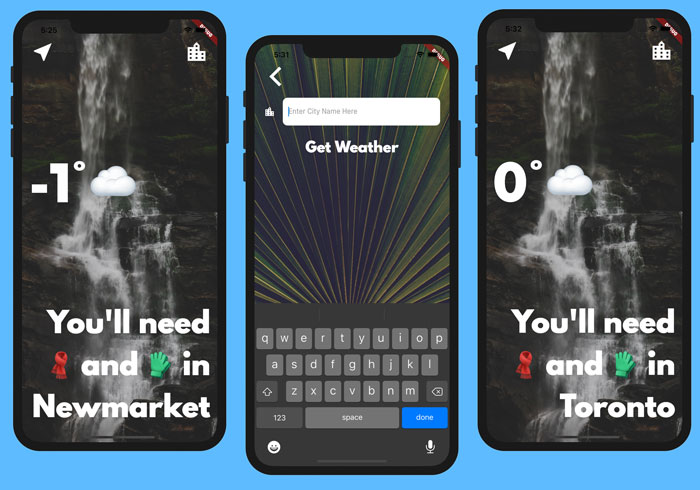 5:25
DEBUG
-1°
You'll need
🧣 and 🧤 in
Newmarket
5:31
DEBUG
Enter City Name Here
Get Weather
q w e r t y u i o p
a s d f g h j k l
z x c v b n m
123 space done
5:32
DEBUG
0°
You'll need
🧣 and 🧤 in
Toronto